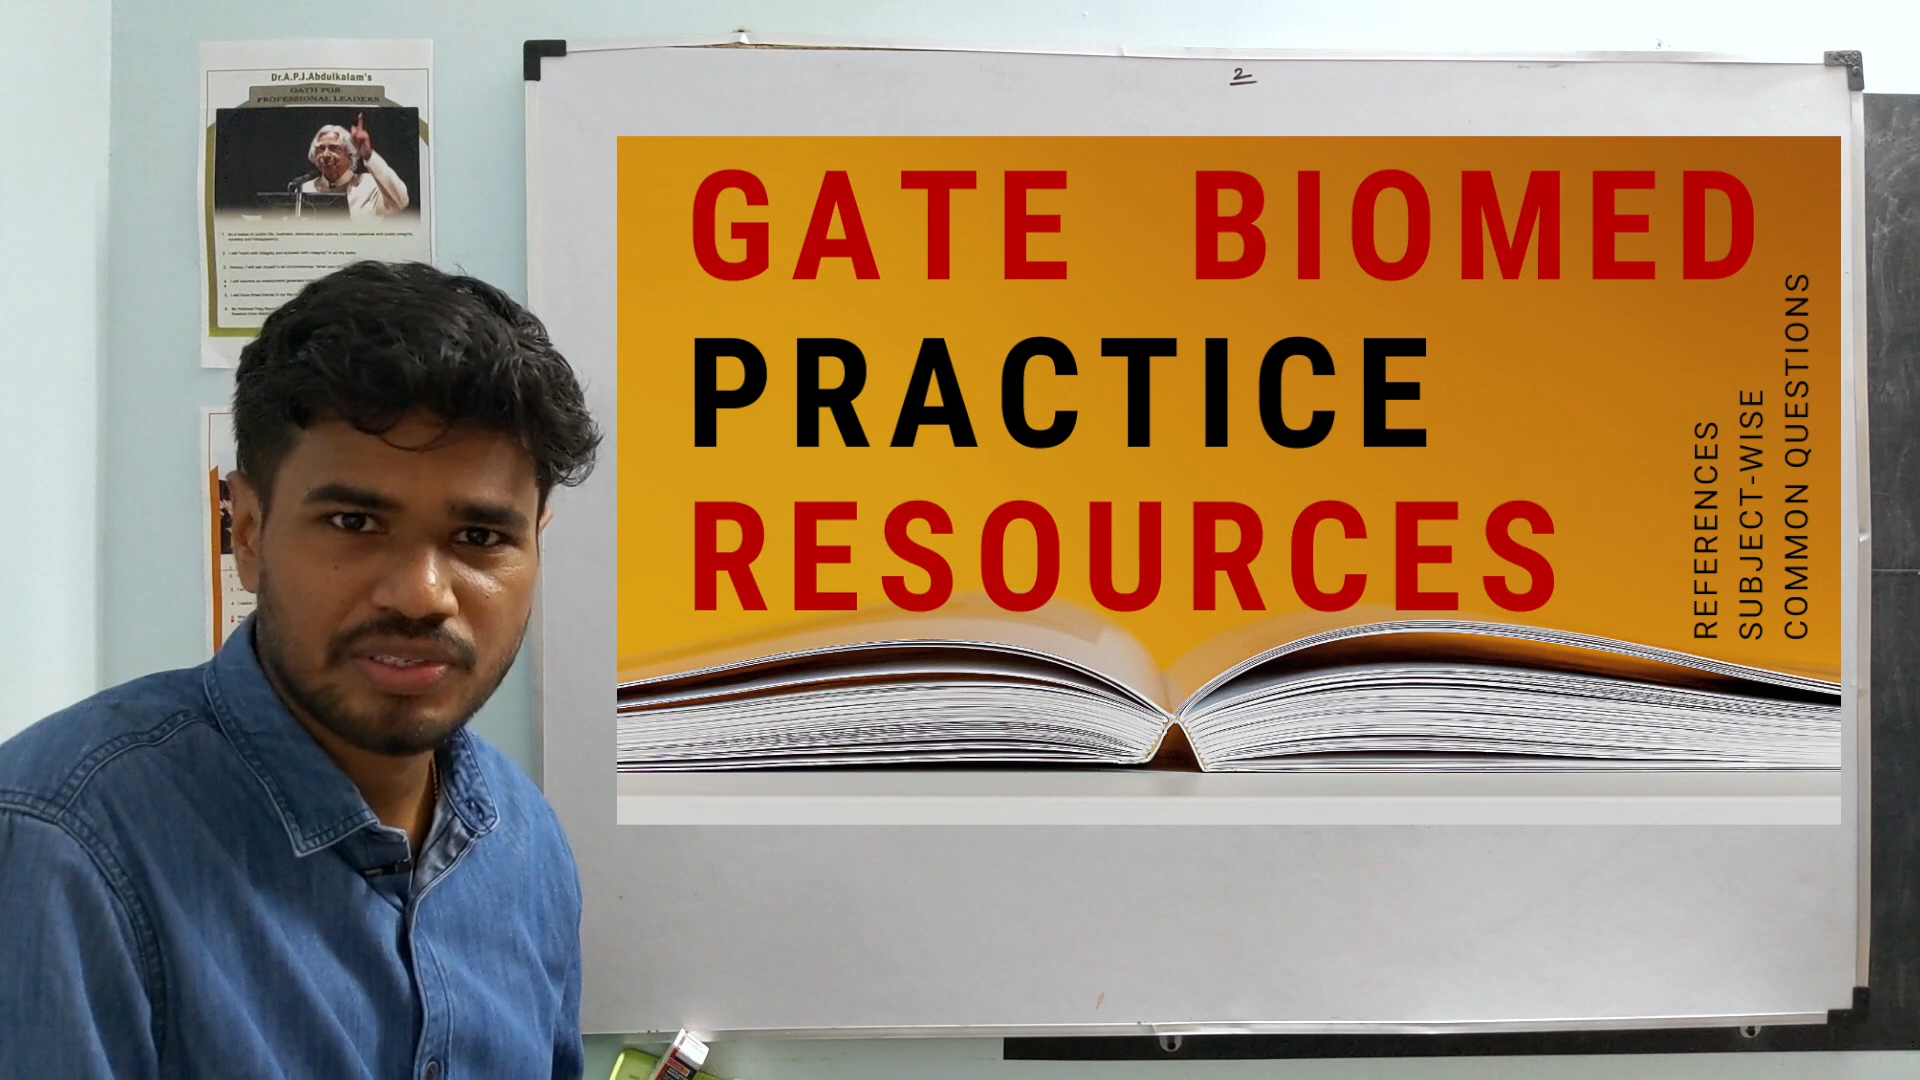 Dr.A.P.J.Abdulkalam's
OATH FOR
PROFESSIONAL LEADERS
2
GATE BIOMED
PRACTICE
RESOURCES
REFERENCES
SUBJECT-WISE
COMMON QUESTIONS